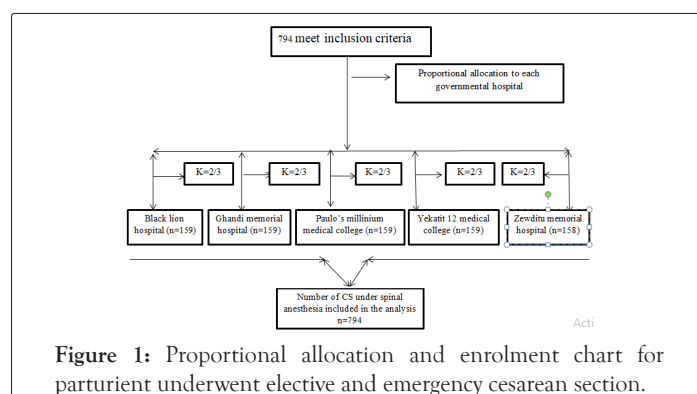 794 meet inclusion criteria
Proportional allocation to each
governmental hospital
K=2/3
K=2/3
K=2/3
K=2/3
K=2/3
Black lion
hospital (n=159)
Ghandi memorial
hospital (n=159)
Paulo's millinium
medical college (n=159)
Yekatit 12 medical
college (n=159)
Zewditu memorial
hospital (n=158)
Number of CS under spinal
anesthesia included in the analysis
n=794
Acti
Figure 1: Proportional allocation and enrolment chart for
parturient underwent elective and emergency cesarean section.